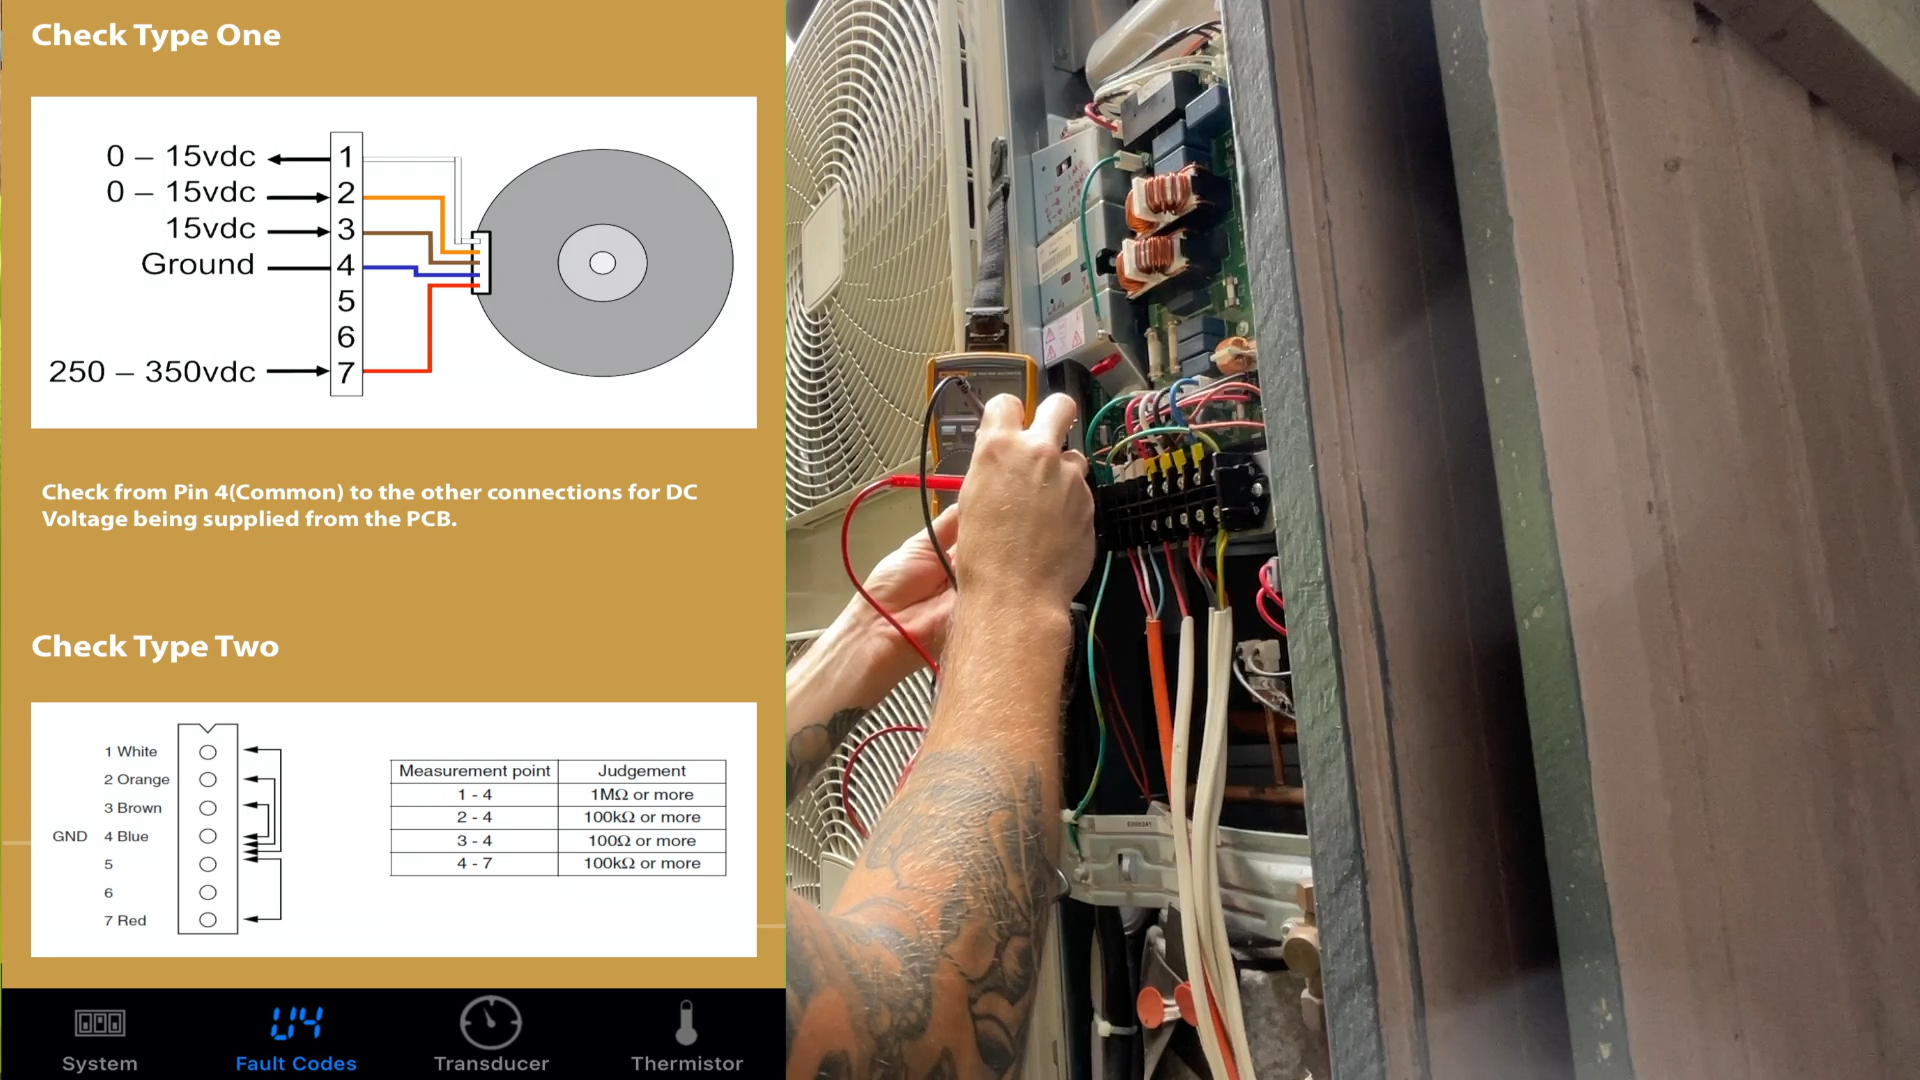 Check Type One
0 – 15vdc 1
0 – 15vdc 2
15vdc 3
Ground 4
5
6
250 – 350vdc 7
Check from Pin 4(Common) to the other connections for DC
Voltage being supplied from the PCB.
Check Type Two
1 White
2 Orange
3 Brown
GND 4 Blue
5
6
7 Red
Measurement point Judgement
1 - 4 1MΩ or more
2 - 4 100kΩ or more
3 - 4 100Ω or more
4 - 7 100kΩ or more
U4
System Fault Codes Transducer Thermistor